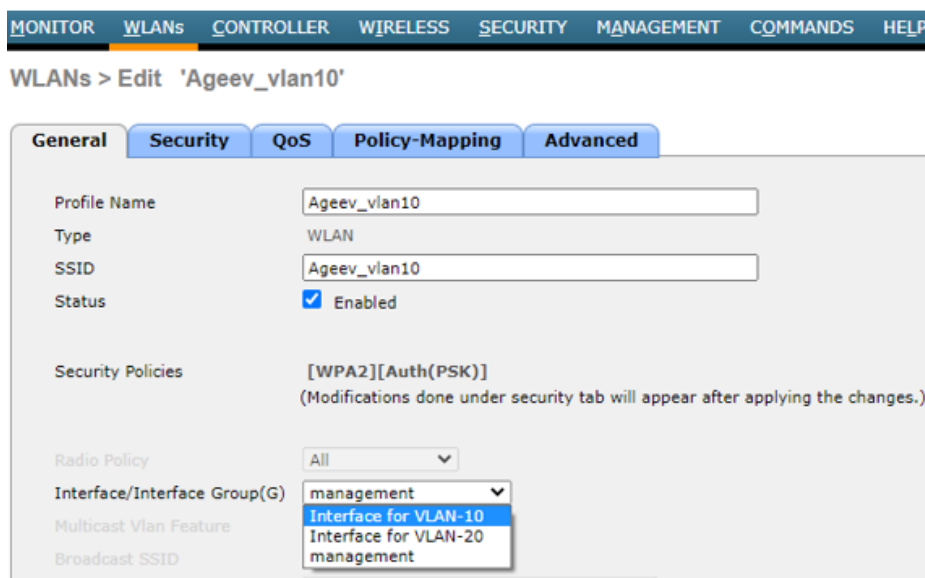 MONITOR WLANs CONTROLLER WIRELESS SECURITY MANAGEMENT COMMANDS HELP
WLANs > Edit 'Ageev_vlan10'
General Security QoS Policy-Mapping Advanced
Profile Name Ageev_vlan10
Type WLAN
SSID Ageev_vlan10
Status Enabled
Security Policies [WPA2][Auth(PSK)]
(Modifications done under security tab will appear after applying the changes.)
Radio Policy All
Interface/Interface Group(G) management
Interface for VLAN-10
Multicast Vlan Feature Interface for VLAN-20
Broadcast SSID management